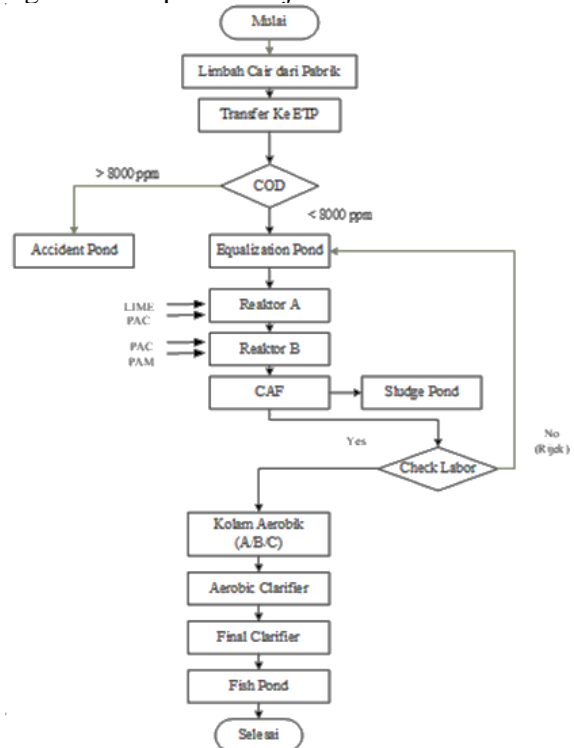 Mulai
Limbah Cair dari Pabrik
Transfer Ke ETP
COD
> 8000 ppm
< 8000 ppm
Accident Pond
Equalization Pond
LIME
PAC
Reaktor A
PAC
PAM
Reaktor B
CAF
Sludge Pond
Yes
No
(Rijek)
Check Labor
Kolam Aerobik
(A/B/C)
Aerobic Clarifier
Final Clarifier
Fish Pond
Selesai